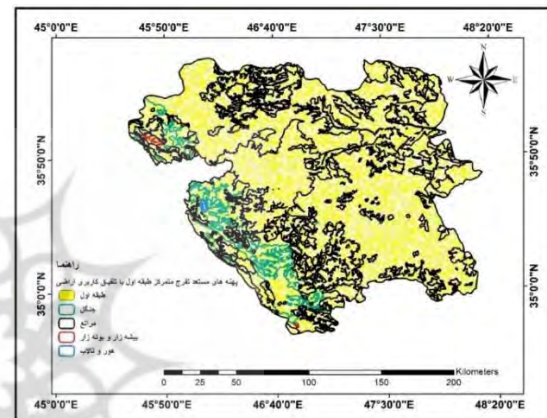 45°0'0"E 45°50'0"E 46°40'0"E 47°30'0"E 48°20'0"E
N
W E
S
35°50'0"N 35°50'0"N
35°0'0"N 35°0'0"N
راهنما
پهنه های مستعد تفرج متمرکز طبقه اول با تلفیق کاربری اراضی
طبقه اول
جنگل
مراتع
بیشه زار و بوته زار
هور و تالاب
Kilometers
0 25 50 100 150 200
45°0'0"E 45°50'0"E 46°40'0"E 47°30'0"E 48°20'0"E